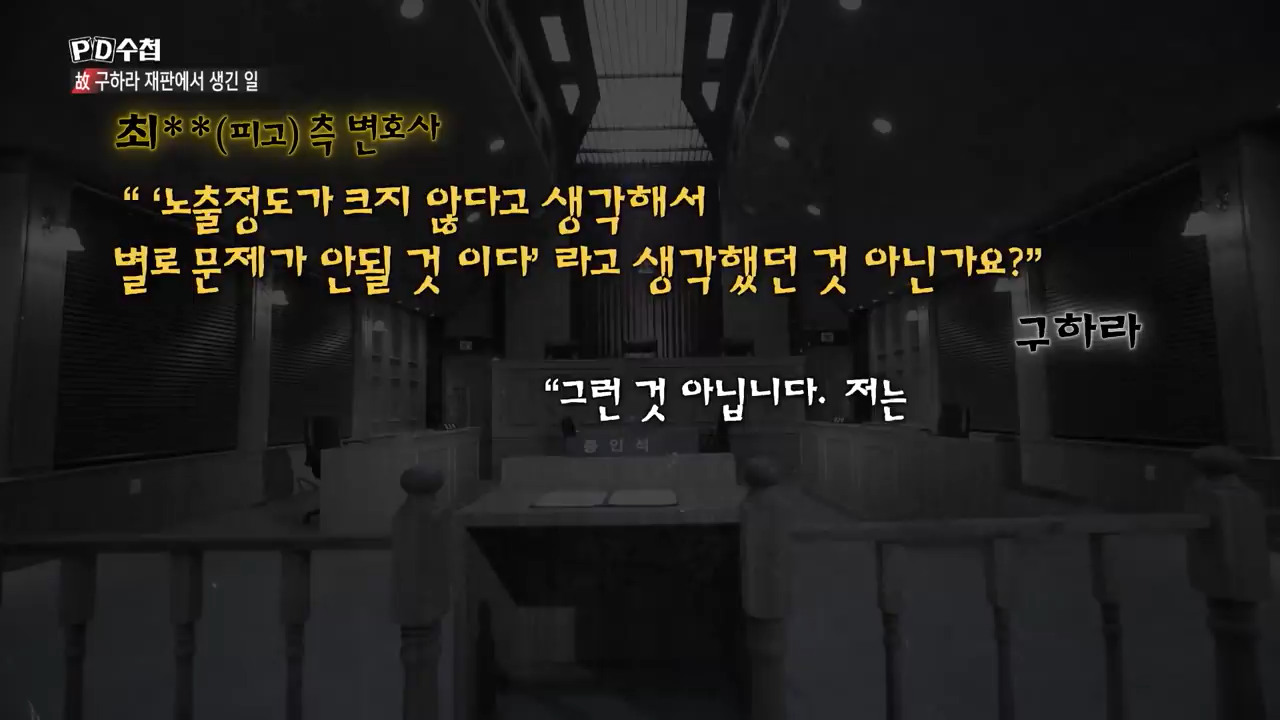 PD수첩
故 구하라 재판에서 생긴 일
최**(피고) 측 변호사
“ ‘노출정도가 크지 않다고 생각해서
별로 문제가 안될 것 이다’ 라고 생각했던 것 아닌가요?”
구하라
“그런 것 아닙니다. 저는
증인석